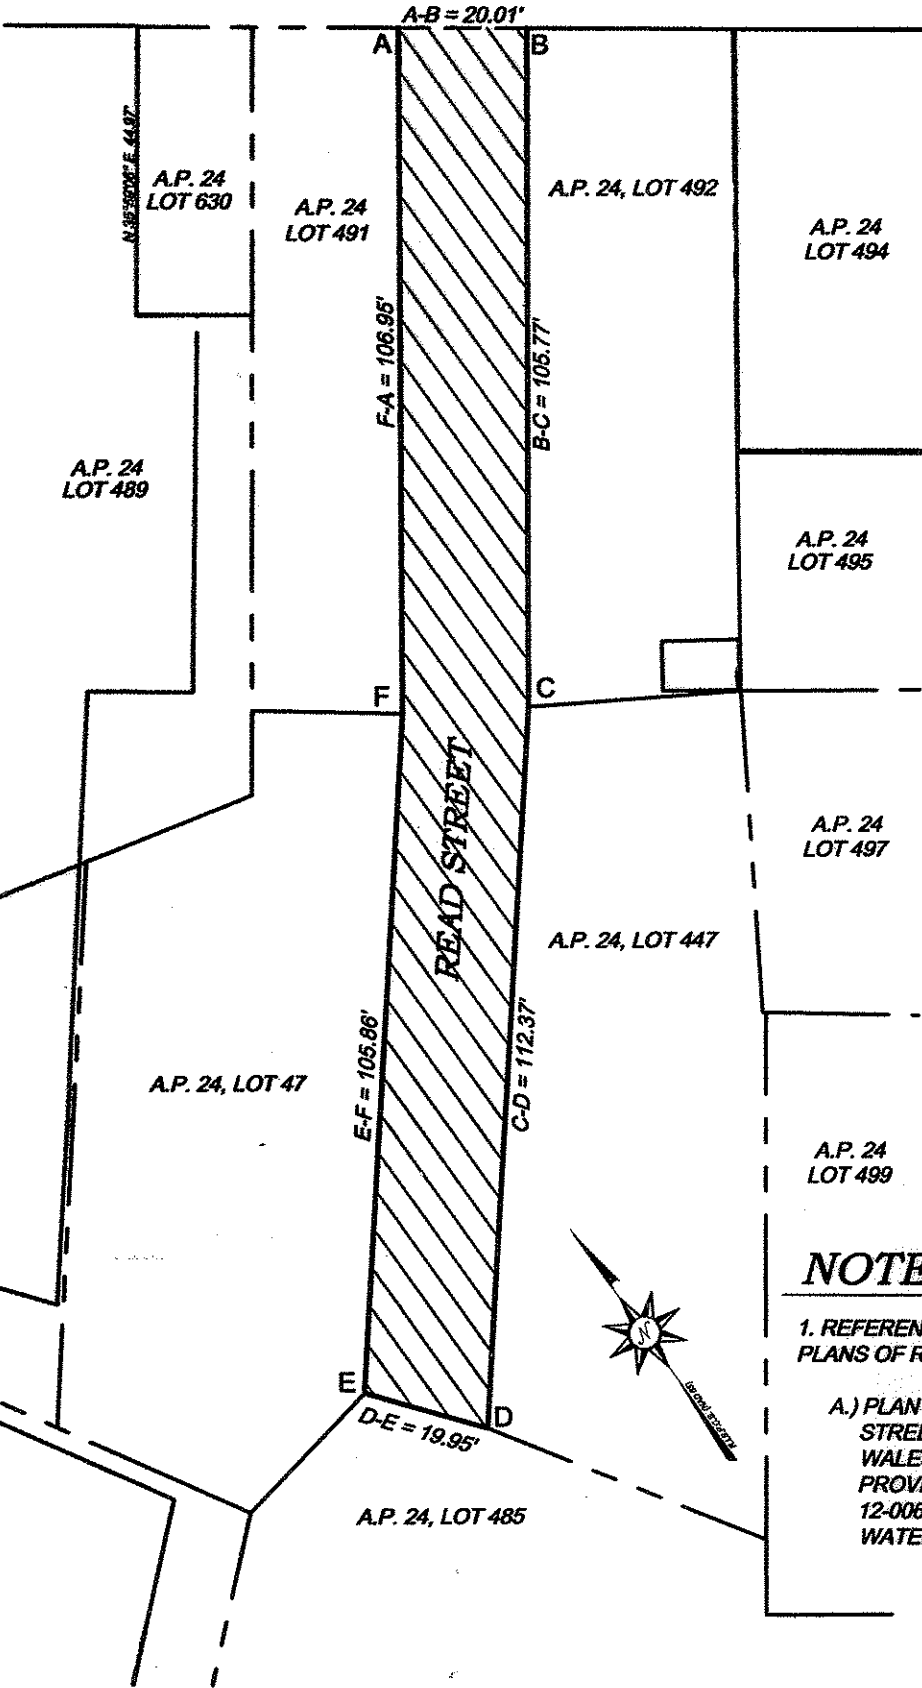 A-B = 20.01'
A
B
A.P. 24
LOT 630
A.P. 24
LOT 491
A.P. 24, LOT 492
A.P. 24
LOT 494
F-A = 106.95'
B-C = 105.77'
A.P. 24
LOT 489
A.P. 24
LOT 495
F
C
READ STREET
A.P. 24
LOT 497
A.P. 24, LOT 447
E-F = 105.86'
C-D = 112.37'
A.P. 24, LOT 47
A.P. 24
LOT 499
N
E
D
D-E = 19.95'
A.P. 24, LOT 485
NOTE
1. REFEREN
PLANS OF R
A.) PLAN
STREE
WALE
PROVI
12-006
WATE